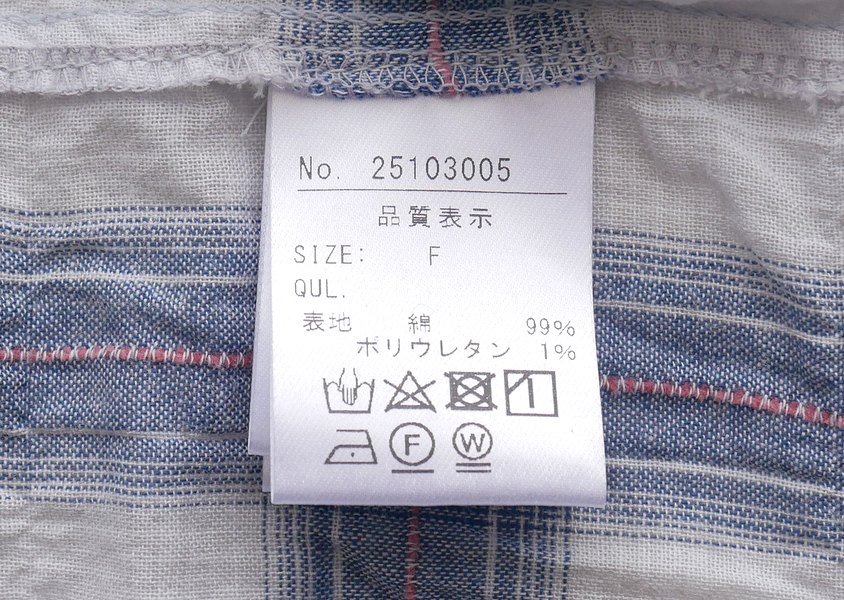 No. 25103005
品質表示
SIZE: F
QUL.
表地 綿 99%
ポリウレタン 1%
F W